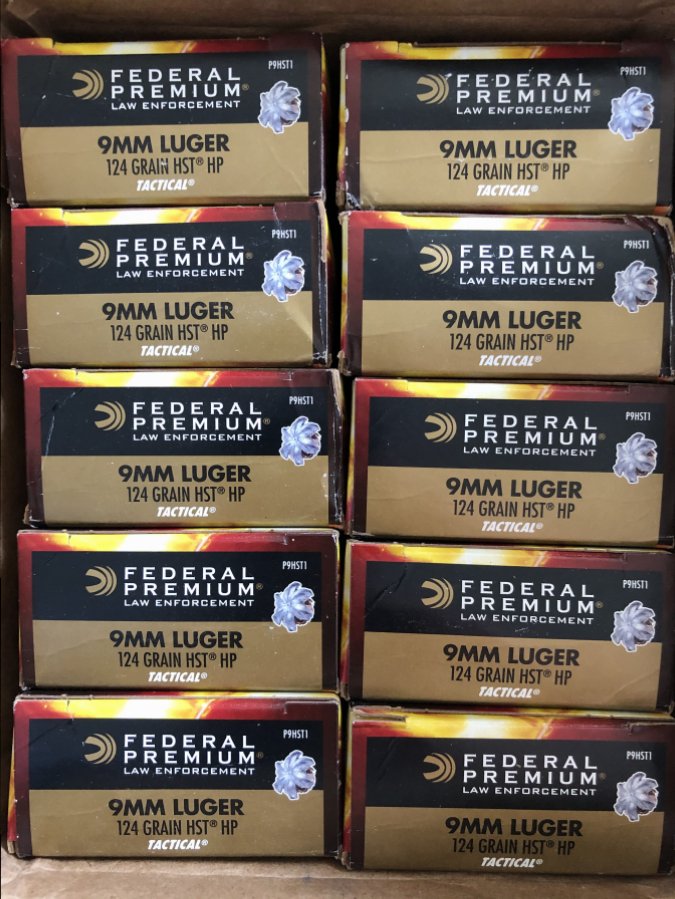 P9HST1
FEDERAL
PREMIUM®
LAW ENFORCEMENT
9MM LUGER
124 GRAIN HST® HP
TACTICAL®
P9HST1
FEDERAL
PREMIUM®
LAW ENFORCEMENT
9MM LUGER
124 GRAIN HST® HP
TACTICAL®
P9HST1
FEDERAL
PREMIUM®
LAW ENFORCEMENT
9MM LUGER
124 GRAIN HST® HP
TACTICAL®
P9HST1
FEDERAL
PREMIUM®
LAW ENFORCEMENT
9MM LUGER
124 GRAIN HST® HP
TACTICAL®
P9HST1
FEDERAL
PREMIUM®
LAW ENFORCEMENT
9MM LUGER
124 GRAIN HST® HP
TACTICAL®
P9HST1
FEDERAL
PREMIUM®
LAW ENFORCEMENT
9MM LUGER
124 GRAIN HST® HP
TACTICAL®
P9HST1
FEDERAL
PREMIUM®
LAW ENFORCEMENT
9MM LUGER
124 GRAIN HST® HP
TACTICAL®
P9HST1
FEDERAL
PREMIUM®
LAW ENFORCEMENT
9MM LUGER
124 GRAIN HST® HP
TACTICAL®
P9HST1
FEDERAL
PREMIUM®
LAW ENFORCEMENT
9MM LUGER
124 GRAIN HST® HP
TACTICAL®
P9HST1
FEDERAL
PREMIUM®
LAW ENFORCEMENT
9MM LUGER
124 GRAIN HST® HP
TACTICAL®